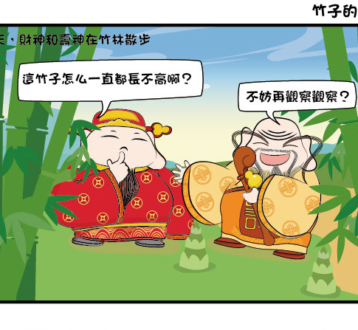 竹子的
天，財神和壽神在竹林散步
這竹子怎么一直都長不高啊？
不妨再觀察觀察？